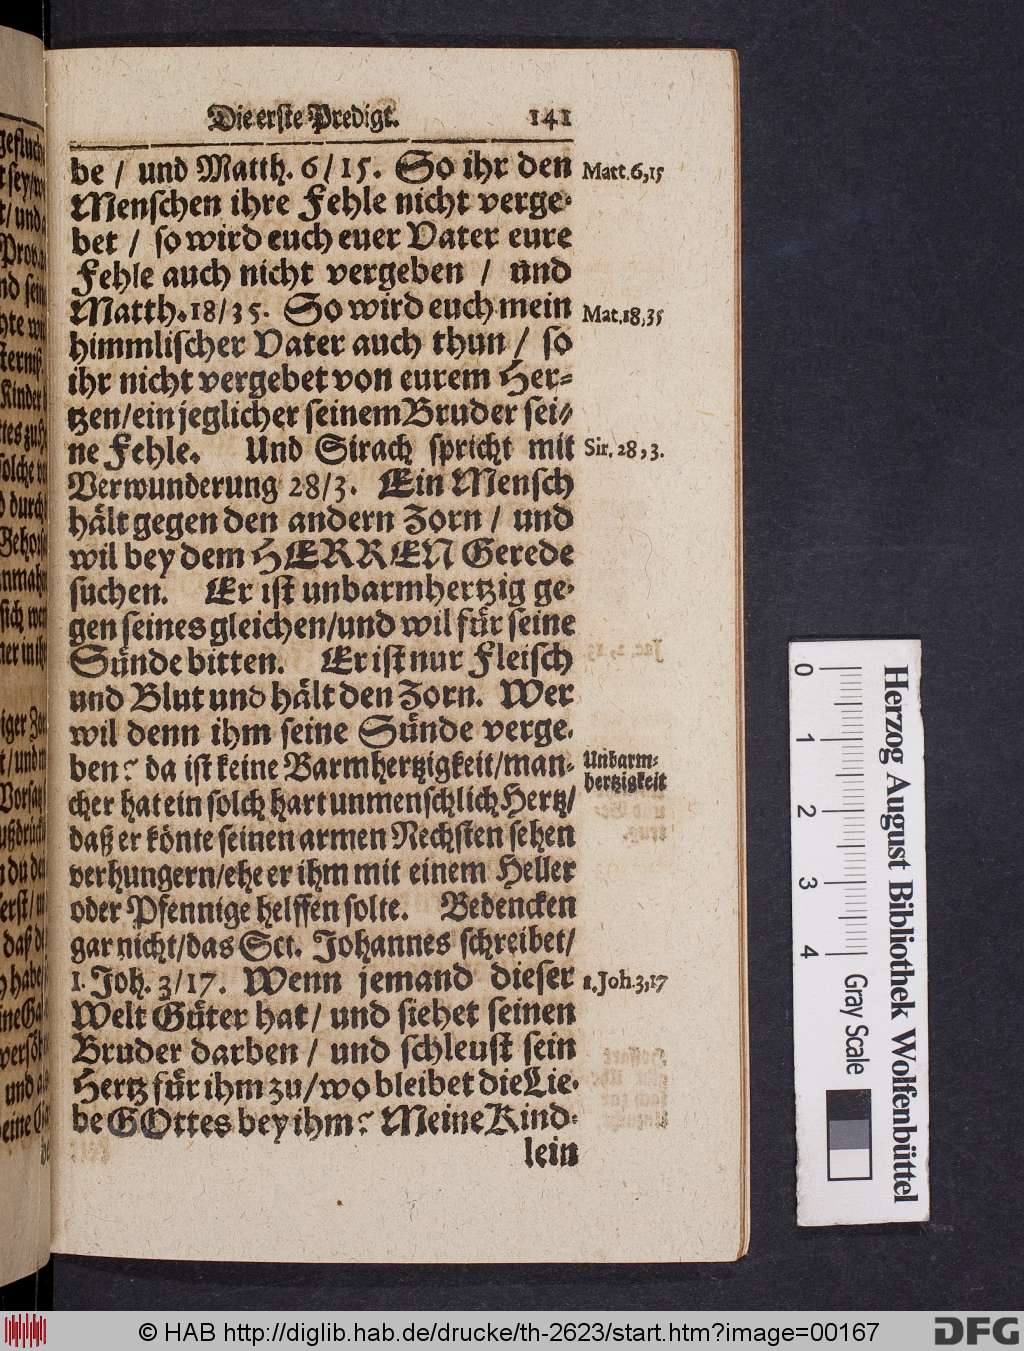 Die erste Predigt. 141
be / und Matth. 6/15. So ihr den
Menschen ihre Fehle nicht verge-
bet / so wird euch euer Vater eure
Fehle auch nicht vergeben / und
Matth. 18/35. So wird euch mein
himmlischer Vater auch thun / so
ihr nicht vergebet von eurem Her-
tzen/ein jeglicher seinem Bruder sei-
ne Fehle. Und Sirach spricht mit
Verwunderung 28/3. Ein Mensch
hält gegen den andern Zorn / und
wil bey dem HERREN Gerede
suchen. Er ist unbarmhertzig ge-
gen seines gleichen/und wil für seine
Sünde bitten. Er ist nur Fleisch
und Blut und hält den Zorn. Wer
wil denn ihm seine Sünde verge-
ben? da ist keine Barmhertzigkeit/man-
cher hat ein solch hart unmenschlich Hertz/
daß er könte seinen armen Nechsten sehen
verhungern/ehe er ihm mit einem Heller
oder Pfennige helffen solte. Bedencken
gar nicht/das Sct. Johannes schreibet/
1. Joh. 3/17. Wenn jemand dieser
Welt Güter hat / und siehet seinen
Bruder darben / und schleust sein
Hertz für ihm zu/wo bleibet die Lie-
be GOttes bey ihm? Meine Kind-
lein
Matt. 6,15
Mat. 18,35
Sir. 28,3.
Unbarm-
hertzigkeit
1. Joh. 3,17
0 1 2 3 4
Herzog August Bibliothek Wolfenbüttel
Gray Scale
© HAB http://diglib.hab.de/drucke/th-2623/start.htm?image=00167
DFG